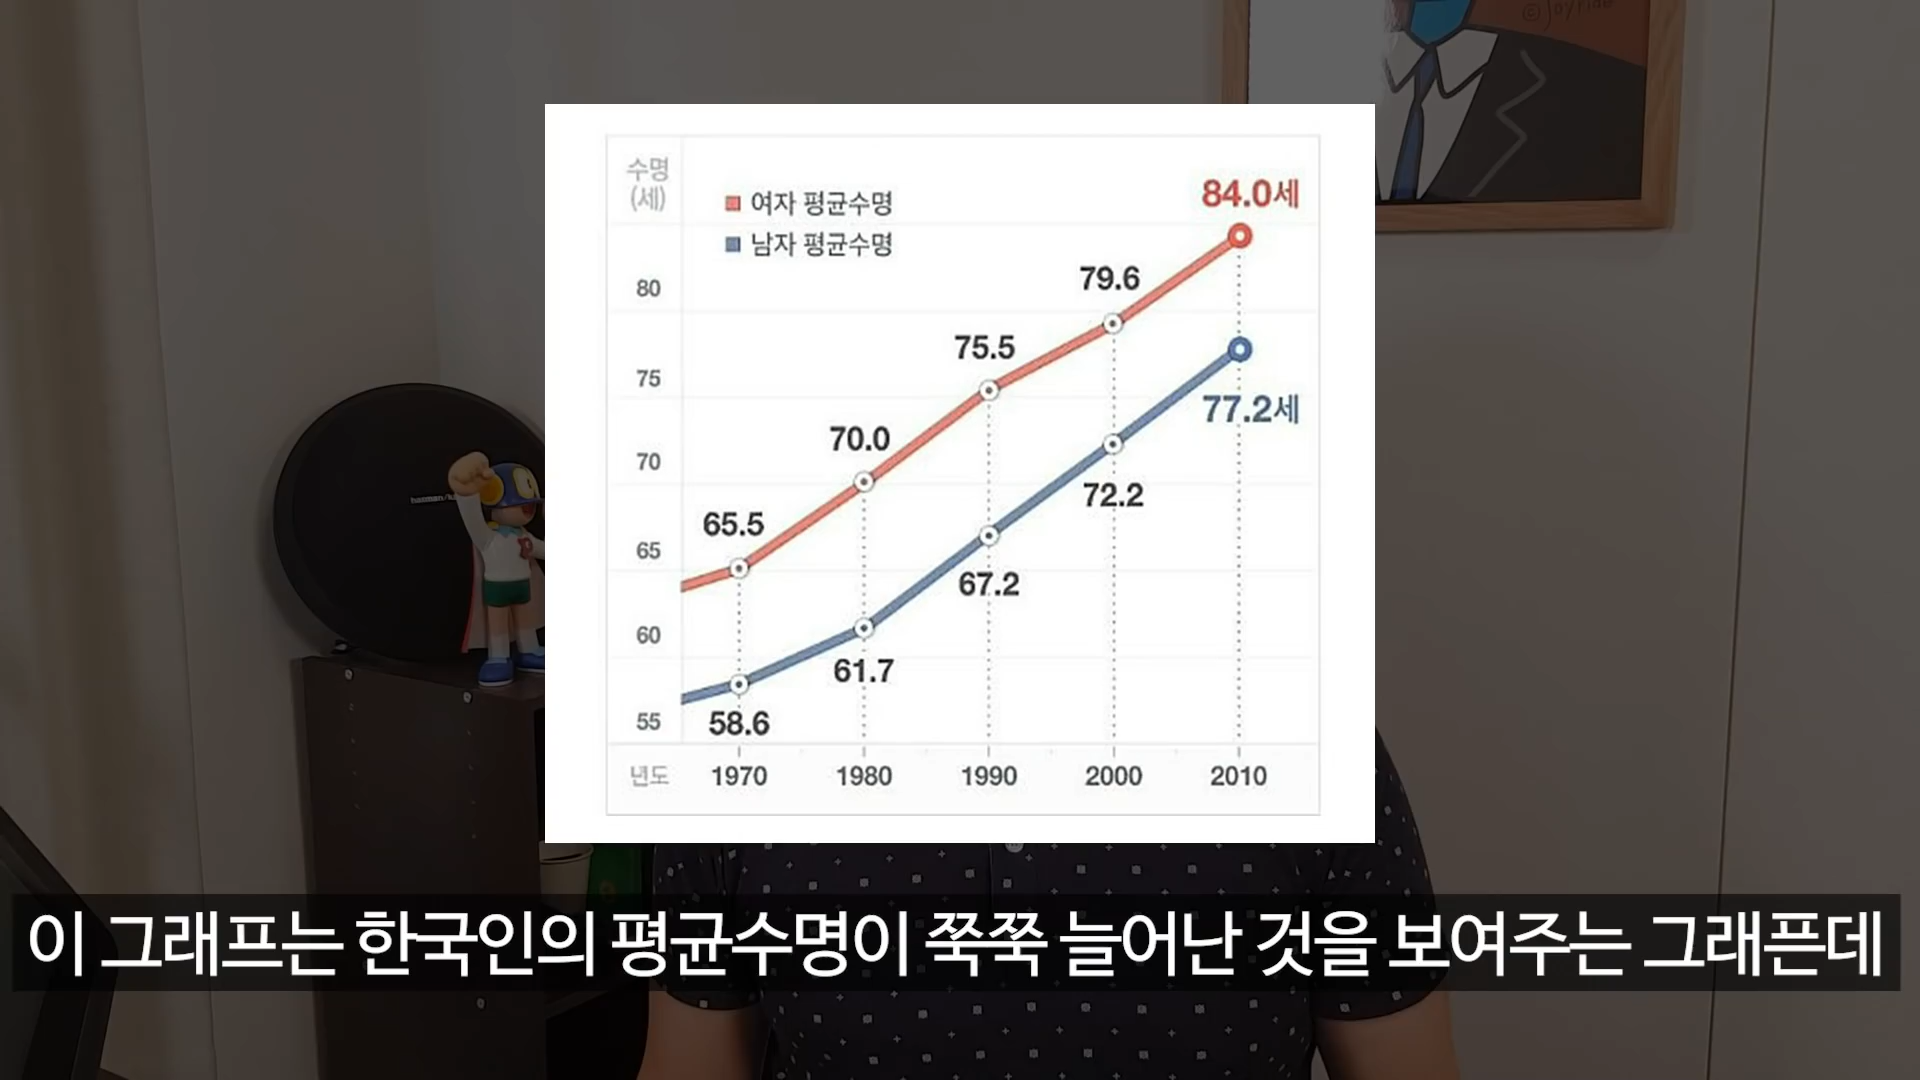 ©Joyride
수명
(세)
여자 평균수명
남자 평균수명
84.0세
79.6
75.5
70.0
65.5
77.2세
72.2
67.2
61.7
58.6
80
75
70
65
60
55
년도 1970 1980 1990 2000 2010
이 그래프는 한국인의 평균수명이 쭉쭉 늘어난 것을 보여주는 그래픈데